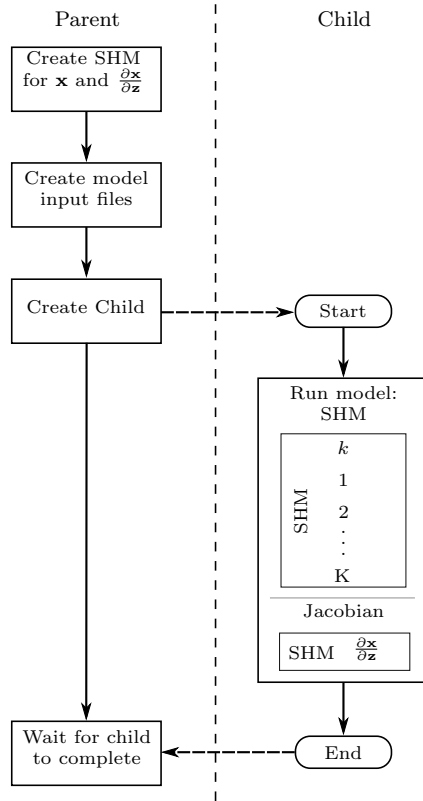 Parent
Child
Create SHM
for x and ∂x/∂z
Create model
input files
Create Child
Start
Run model:
SHM
k
1
2
⋮
K
SHM
Jacobian
SHM ∂x/∂z
Wait for child
to complete
End